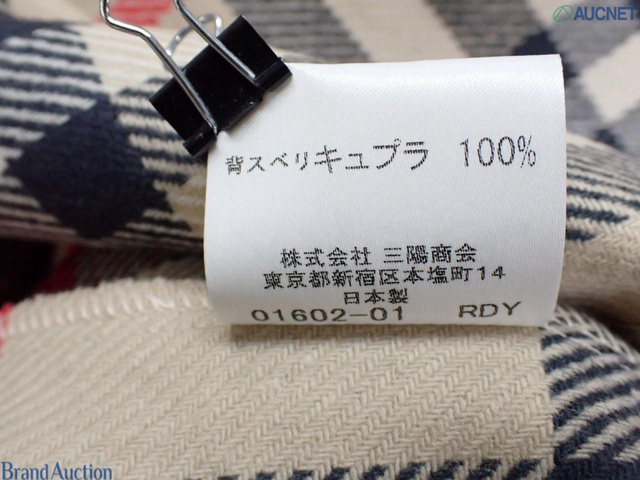 AUCNET
背スベリキュプラ 100%
株式会社 三陽商会
東京都新宿区本塩町14
日本製
01602-01 RDY
Brand Auction